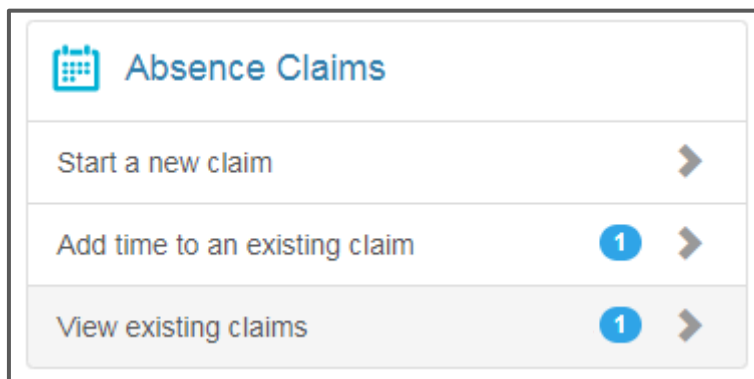 Absence Claims
Start a new claim
Add time to an existing claim 1
View existing claims 1